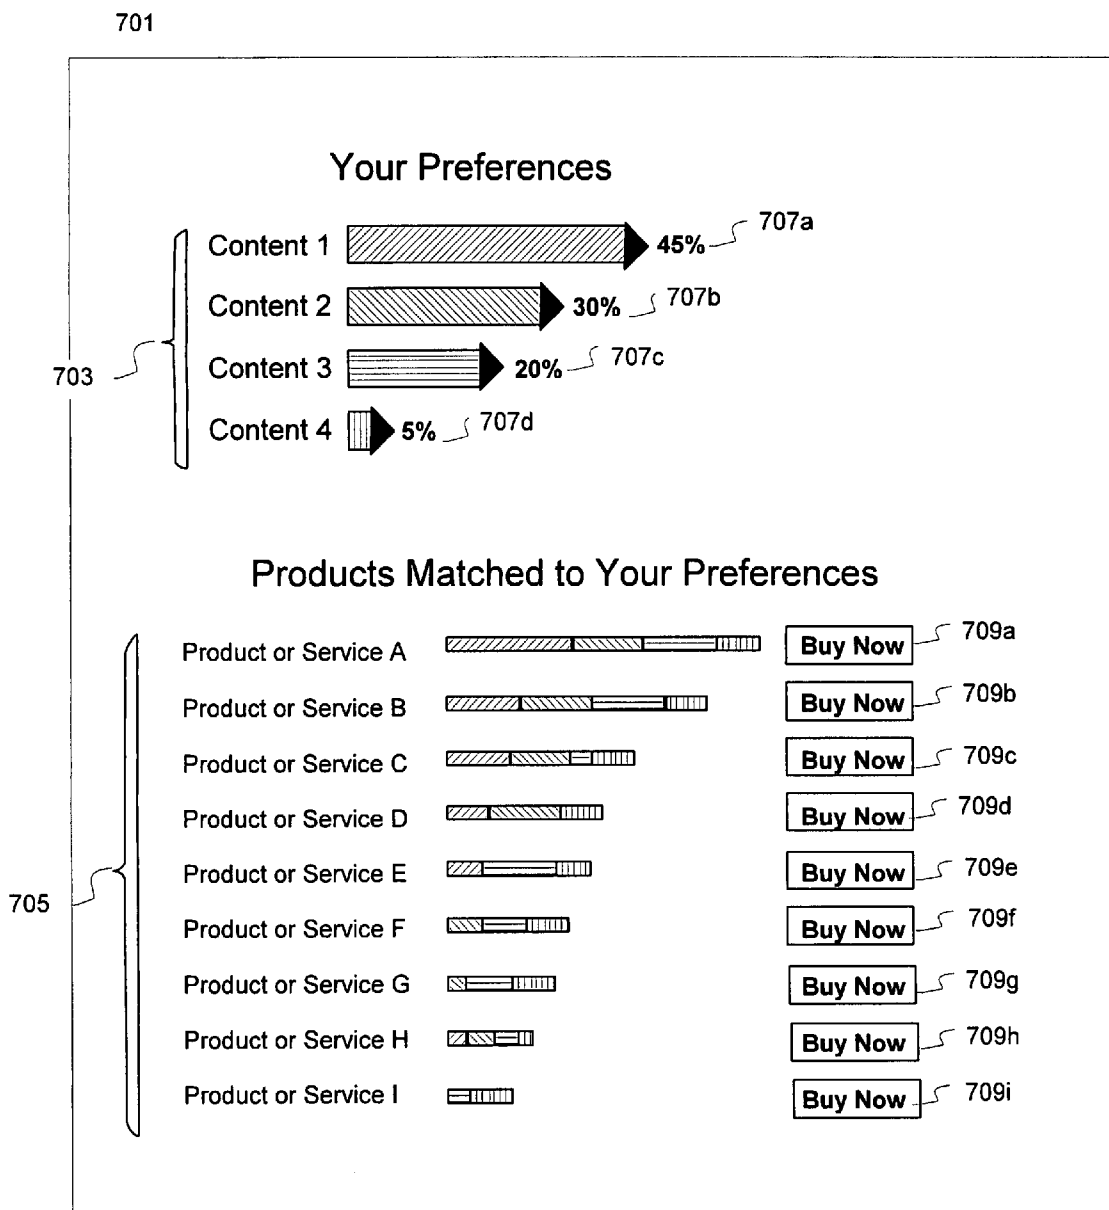 701
Your Preferences
Content 1 45% 707a
Content 2 30% 707b
703 Content 3 20% 707c
Content 4 5% 707d
Products Matched to Your Preferences
Product or Service A Buy Now 709a
Product or Service B Buy Now 709b
Product or Service C Buy Now 709c
Product or Service D Buy Now 709d
Product or Service E Buy Now 709e
705 Product or Service F Buy Now 709f
Product or Service G Buy Now 709g
Product or Service H Buy Now 709h
Product or Service I Buy Now 709i